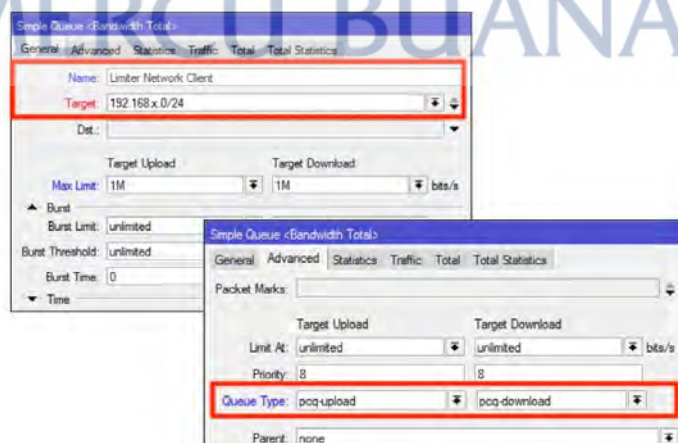 MERCU BUANA
Simple Queue <Bandwidth Total>
General Advanced Statistics Traffic Total Total Statistics
Name: Limiter Network Client
Target: 192.168.x.0/24
Dst.:
Target Upload Target Download
Max Limit: 1M 1M bits/s
Burst
Burst Limit: unlimited
Burst Threshold: unlimited
Burst Time: 0
Time
Simple Queue <Bandwidth Total>
General Advanced Statistics Traffic Total Total Statistics
Packet Marks:
Target Upload Target Download
Limit At: unlimited unlimited bits/s
Priority: 8 8
Queue Type: pcq-upload pcq-download
Parent: none